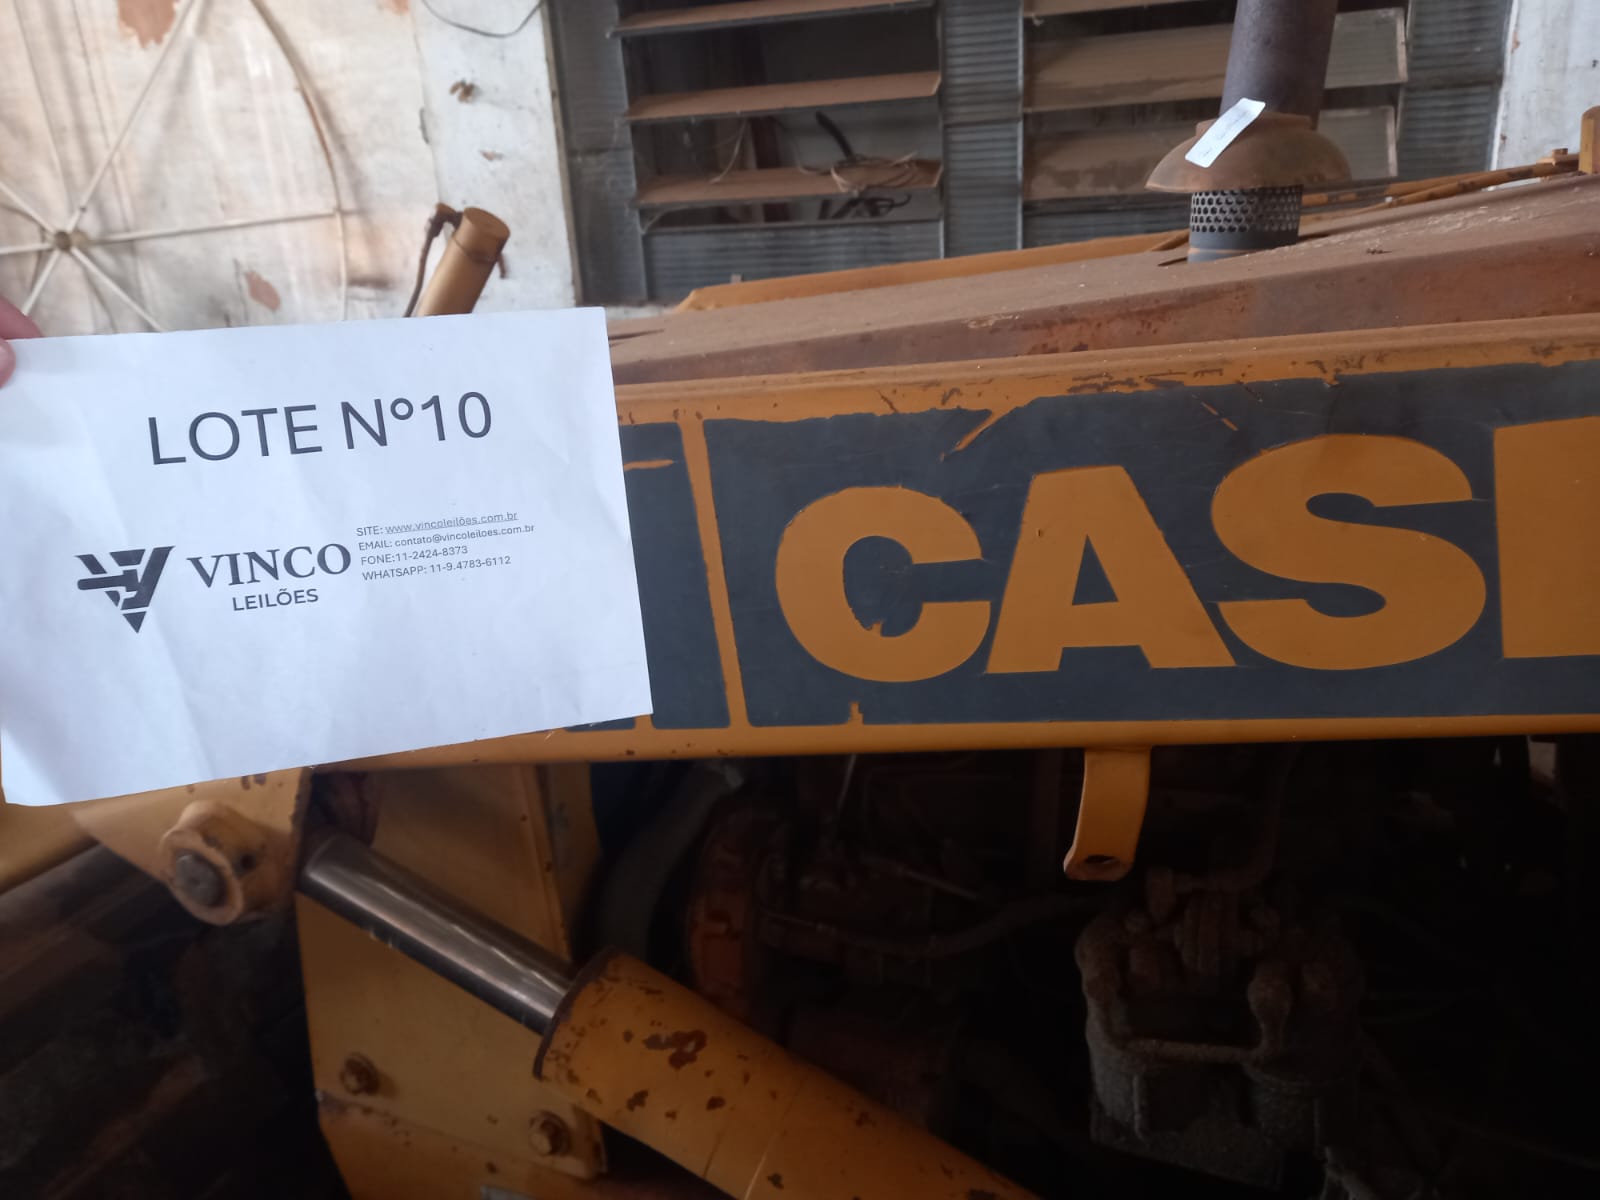 LOTE Nº10
VINCO
LEILÕES
SITE: www.vincoleilões.com.br
EMAIL: contato@vincoleiloes.com.br
FONE:11-2424-8373
WHATSAPP: 11-9.4783-6112
CAS